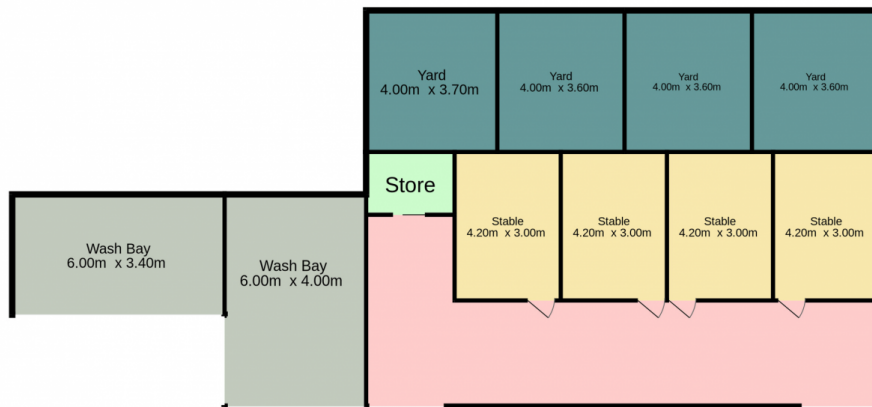 Yard
4.00m x 3.70m
Yard
4.00m x 3.60m
Yard
4.00m x 3.60m
Yard
4.00m x 3.60m
Store
Stable
4.20m x 3.00m
Stable
4.20m x 3.00m
Stable
4.20m x 3.00m
Stable
4.20m x 3.00m
Wash Bay
6.00m x 3.40m
Wash Bay
6.00m x 4.00m